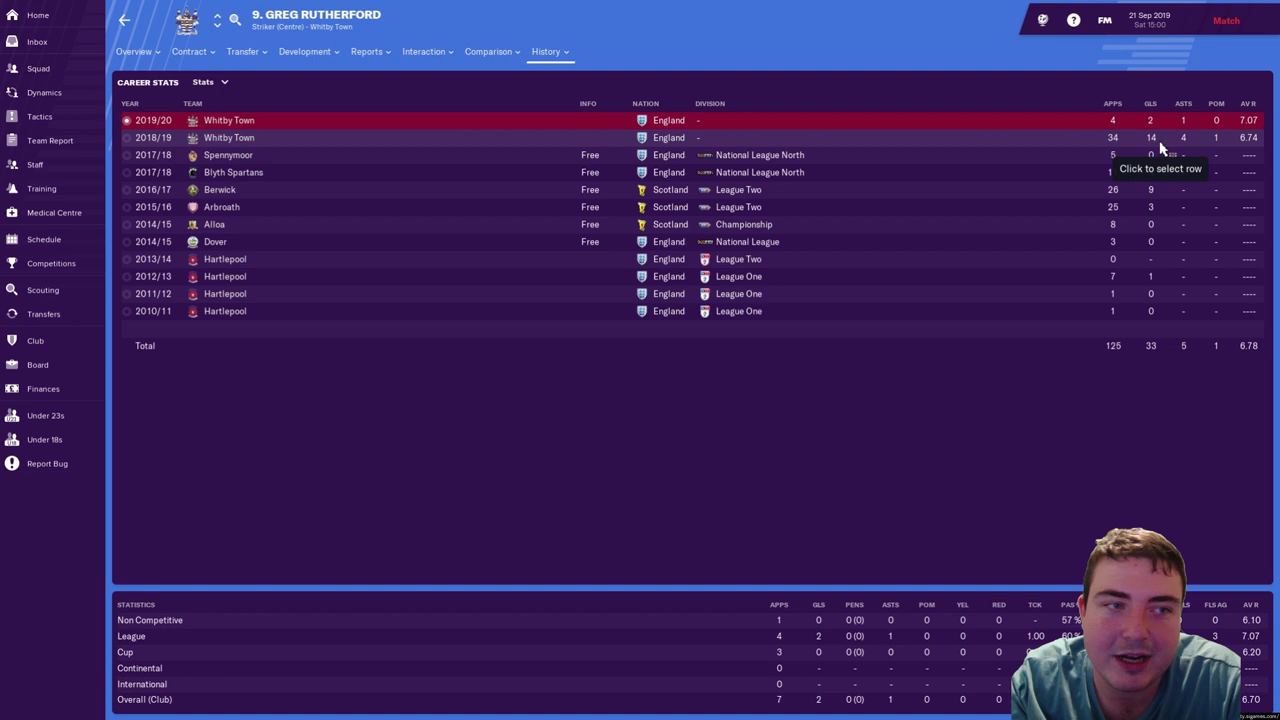 Home
Inbox
Squad
Dynamics
Tactics
Team Report
Staff
Training
Medical Centre
Schedule
Competitions
Scouting
Transfers
Club
Board
Finances
Under 23s
Under 18s
Report Bug
9. GREG RUTHERFORD
Striker (Centre) - Whitby Town
FM
21 Sep 2019
Sat 15:00
Match
Overview Contract Transfer Development Reports Interaction Comparison History
CAREER STATS Stats
YEAR TEAM INFO NATION DIVISION APPS GLS ASTS POM AV R
2019/20 Whitby Town England - 4 2 1 0 7.07
2018/19 Whitby Town England - 34 14 4 1 6.74
2017/18 Spennymoor Free England National League North 5 0 - - ----
2017/18 Blyth Spartans Free England National League North
Click to select row
2016/17 Berwick Free Scotland League Two 26 9 - - ----
2015/16 Arbroath Free Scotland League Two 25 3 - - ----
2014/15 Alloa Free Scotland Championship 8 0 - - ----
2014/15 Dover Free England National League 3 0 - - ----
2013/14 Hartlepool England League Two 0 - - - ----
2012/13 Hartlepool England League One 7 1 - - ----
2011/12 Hartlepool England League One 1 0 - - ----
2010/11 Hartlepool England League One 1 0 - - ----
Total 125 33 5 1 6.78
STATISTICS APPS GLS PENS ASTS POM YEL RED TCK FLS AG AV R
Non Competitive 1 0 0 (0) 0 0 0 0 - 57 % 0 6.10
League 4 2 0 (0) 1 0 0 0 1.00 3 7.07
Cup 3 0 0 (0) 0 0 0 0 6.20
Continental 0 - - - - - - ----
International 0 - - - - - - ----
Overall (Club) 7 2 0 (0) 1 0 0 0 6.70